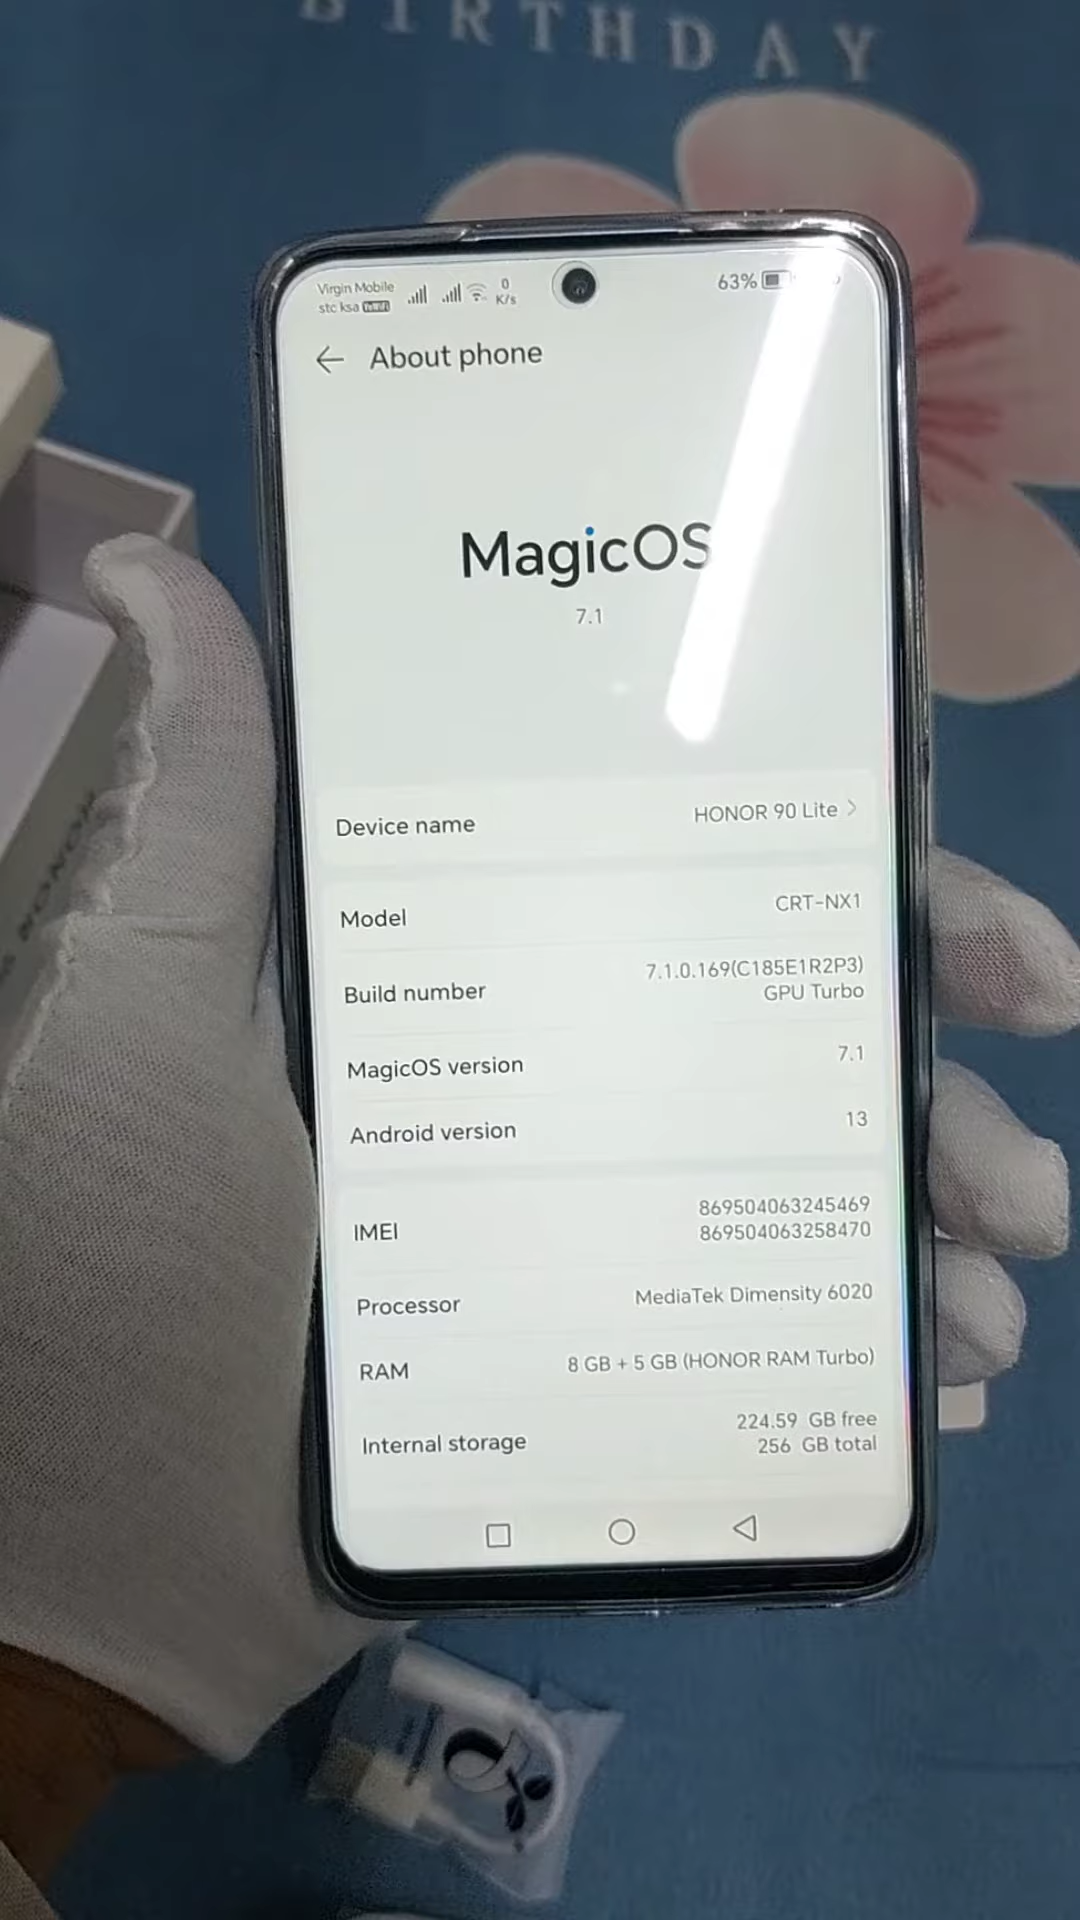 BIRTHDAY
Virgin Mobile
stc ksa VoWiFi
0
K/s
63%
About phone
MagicOS
7.1
Device name HONOR 90 Lite
Model CRT-NX1
Build number 7.1.0.169(C185E1R2P3)
GPU Turbo
MagicOS version 7.1
Android version 13
IMEI 869504063245469
869504063258470
Processor MediaTek Dimensity 6020
RAM 8 GB + 5 GB (HONOR RAM Turbo)
Internal storage 224.59 GB free
256 GB total
HONOR